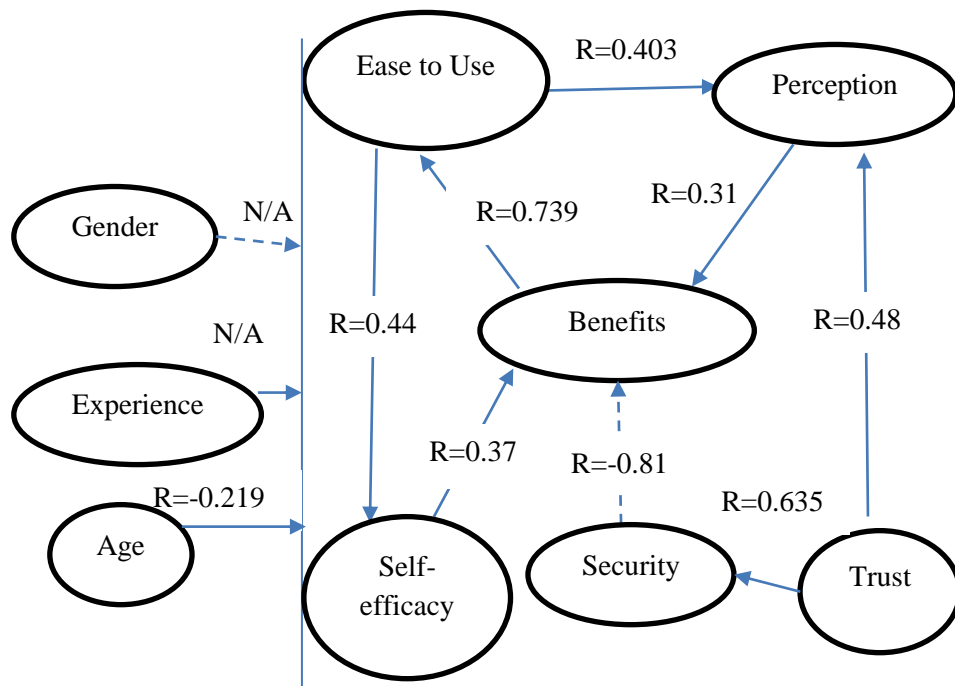 Ease to Use
R=0.403
Perception
Gender
N/A
R=0.739
R=0.31
N/A
R=0.44
Benefits
R=0.48
Experience
R=0.37
R=-0.81
R=-0.219
R=0.635
Age
Self-
efficacy
Security
Trust